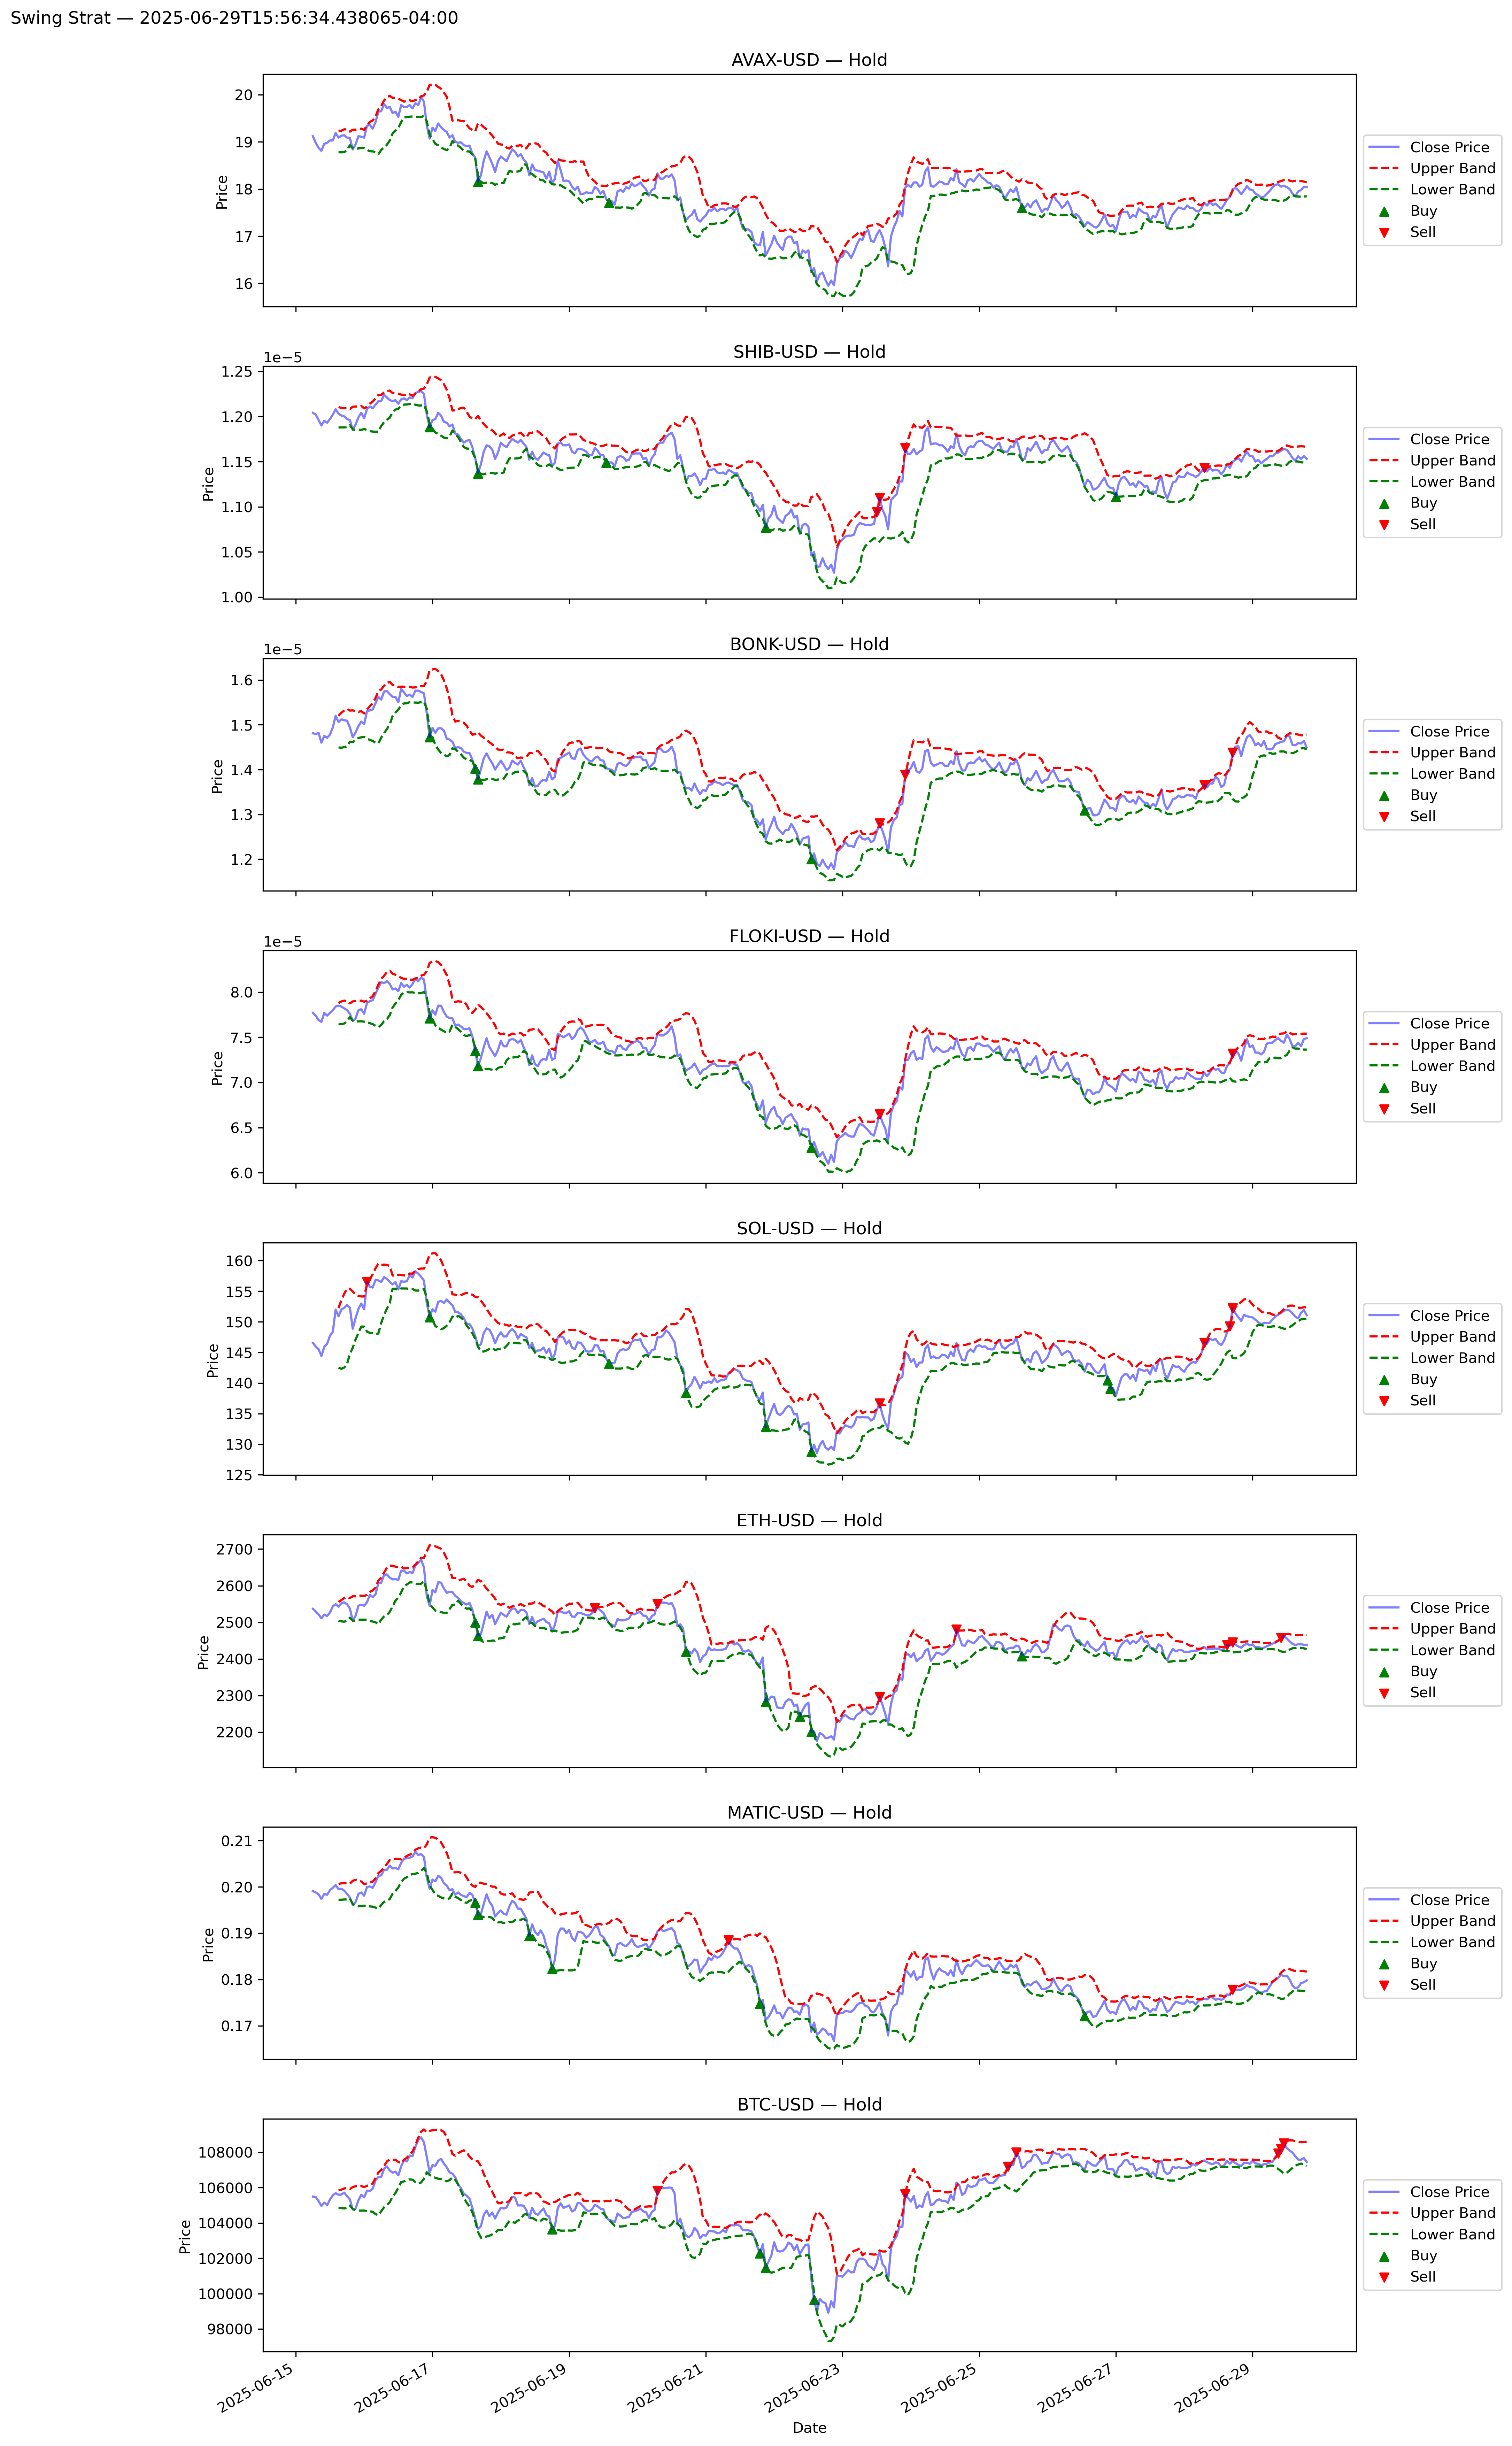 Swing Strat — 2025-06-29T15:56:34.438065-04:00
AVAX-USD — Hold
20
19
18
17
16
Price
Close Price
Upper Band
Lower Band
Buy
Sell
SHIB-USD — Hold
1e−5
1.25
1.20
1.15
1.10
1.05
1.00
Price
Close Price
Upper Band
Lower Band
Buy
Sell
BONK-USD — Hold
1e−5
1.6
1.5
1.4
1.3
1.2
Price
Close Price
Upper Band
Lower Band
Buy
Sell
FLOKI-USD — Hold
1e−5
8.0
7.5
7.0
6.5
6.0
Price
Close Price
Upper Band
Lower Band
Buy
Sell
SOL-USD — Hold
160
155
150
145
140
135
130
125
Price
Close Price
Upper Band
Lower Band
Buy
Sell
ETH-USD — Hold
2700
2600
2500
2400
2300
2200
Price
Close Price
Upper Band
Lower Band
Buy
Sell
MATIC-USD — Hold
0.21
0.20
0.19
0.18
0.17
Price
Close Price
Upper Band
Lower Band
Buy
Sell
BTC-USD — Hold
108000
106000
104000
102000
100000
98000
Price
Close Price
Upper Band
Lower Band
Buy
Sell
2025-06-15
2025-06-17
2025-06-19
2025-06-21
2025-06-23
2025-06-25
2025-06-27
2025-06-29
Date